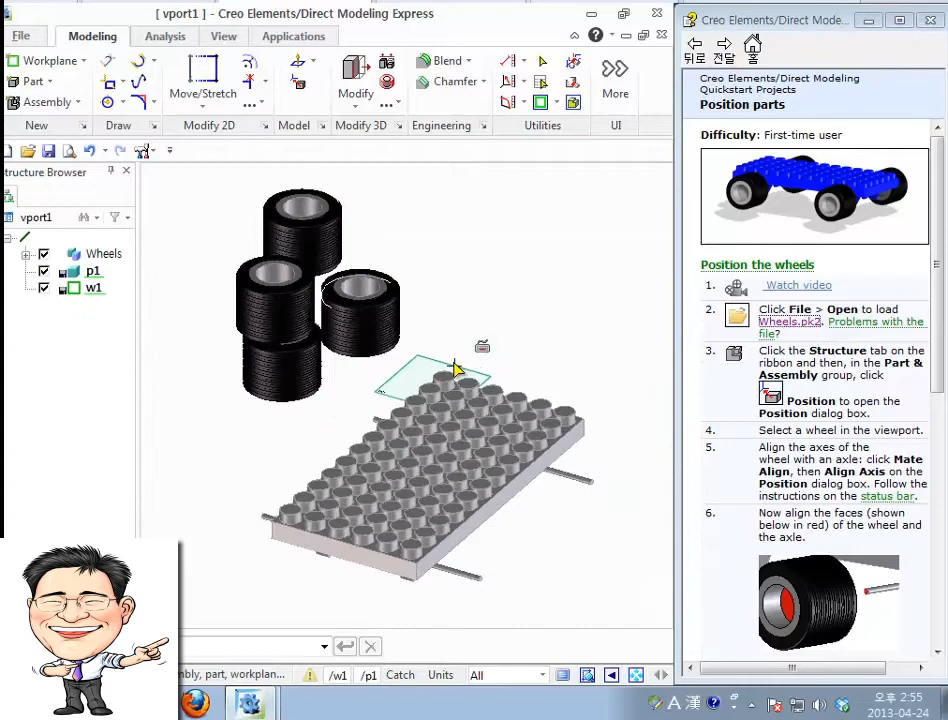 [ vport1 ] - Creo Elements/Direct Modeling Express
File
Modeling
Analysis
View
Applications
Workplane
Part
Assembly
Move/Stretch
Modify
Blend
Chamfer
More
New
Draw
Modify 2D
Model
Modify 3D
Engineering
Utilities
UI
tructure Browser
vport1
Wheels
p1
w1
mbly, part, workplan...
/w1
/p1
Catch
Units
All
Creo Elements/Direct Mode...
뒤로
전달
홈
Creo Elements/Direct Modeling
Quickstart Projects
Position parts
Difficulty: First-time user
Position the wheels
1. Watch video
2. Click File > Open to load
Wheels.pk2. Problems with the
file?
3. Click the Structure tab on the
ribbon and then, in the Part &
Assembly group, click
Position to open the
Position dialog box.
4. Select a wheel in the viewport.
5. Align the axes of the
wheel with an axle: click Mate
Align, then Align Axis on the
Position dialog box. Follow the
instructions on the status bar.
6. Now align the faces (shown
below in red) of the wheel and
the axle.
A 漢
오후 2:55
2013-04-24